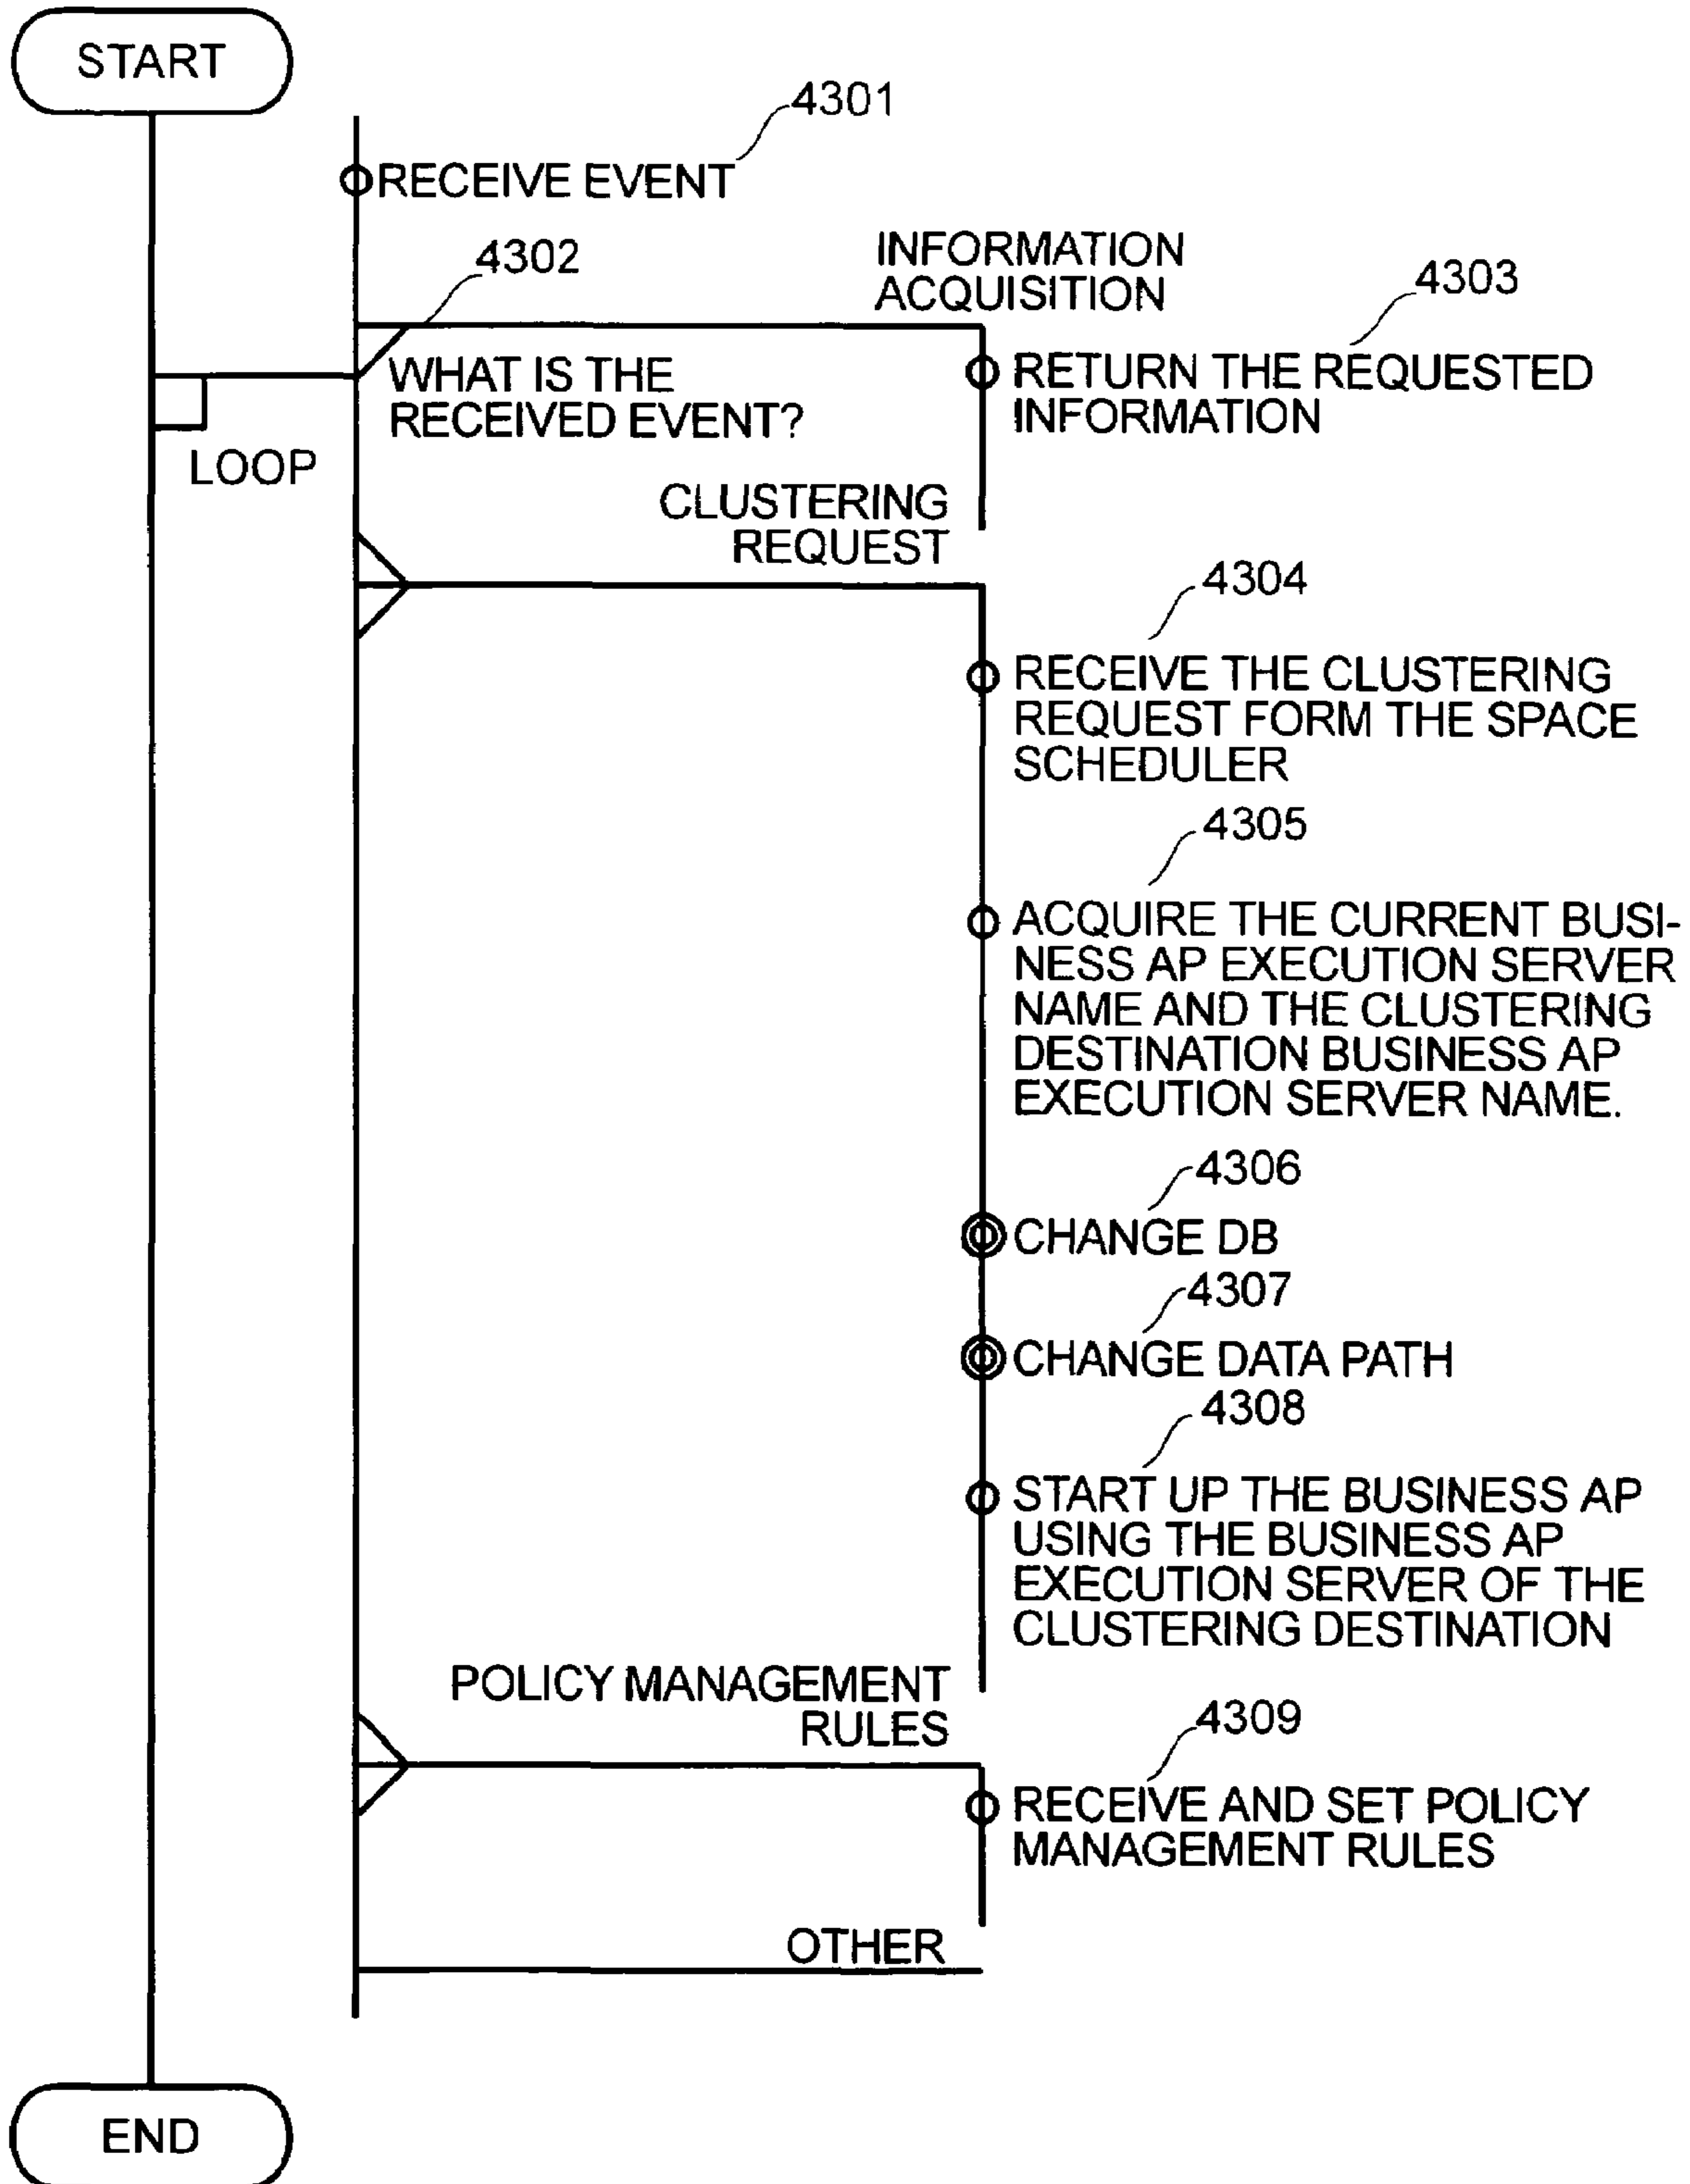 START
4301
RECEIVE EVENT
4302
INFORMATION
ACQUISITION
4303
WHAT IS THE
RECEIVED EVENT?
RETURN THE REQUESTED
INFORMATION
LOOP
CLUSTERING
REQUEST
4304
RECEIVE THE CLUSTERING
REQUEST FORM THE SPACE
SCHEDULER
4305
ACQUIRE THE CURRENT BUSI-
NESS AP EXECUTION SERVER
NAME AND THE CLUSTERING
DESTINATION BUSINESS AP
EXECUTION SERVER NAME.
4306
CHANGE DB
4307
CHANGE DATA PATH
4308
START UP THE BUSINESS AP
USING THE BUSINESS AP
EXECUTION SERVER OF THE
CLUSTERING DESTINATION
POLICY MANAGEMENT
RULES
4309
RECEIVE AND SET POLICY
MANAGEMENT RULES
OTHER
END